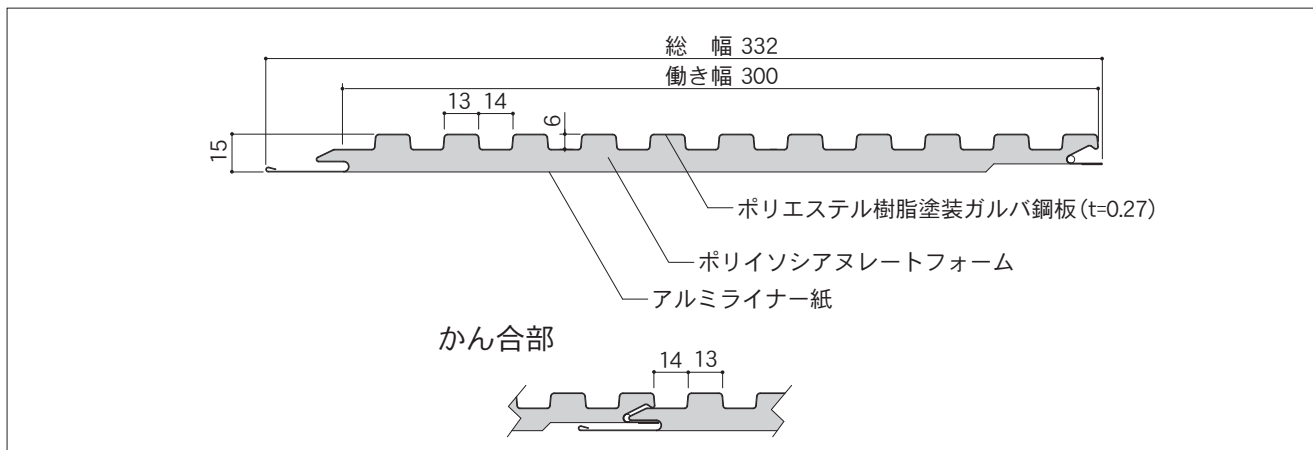 総　幅 332
働き幅 300
13 14
6
15
ポリエステル樹脂塗装ガルバ鋼板(t=0.27)
ポリイソシアヌレートフォーム
アルミライナー紙
かん合部
14 13